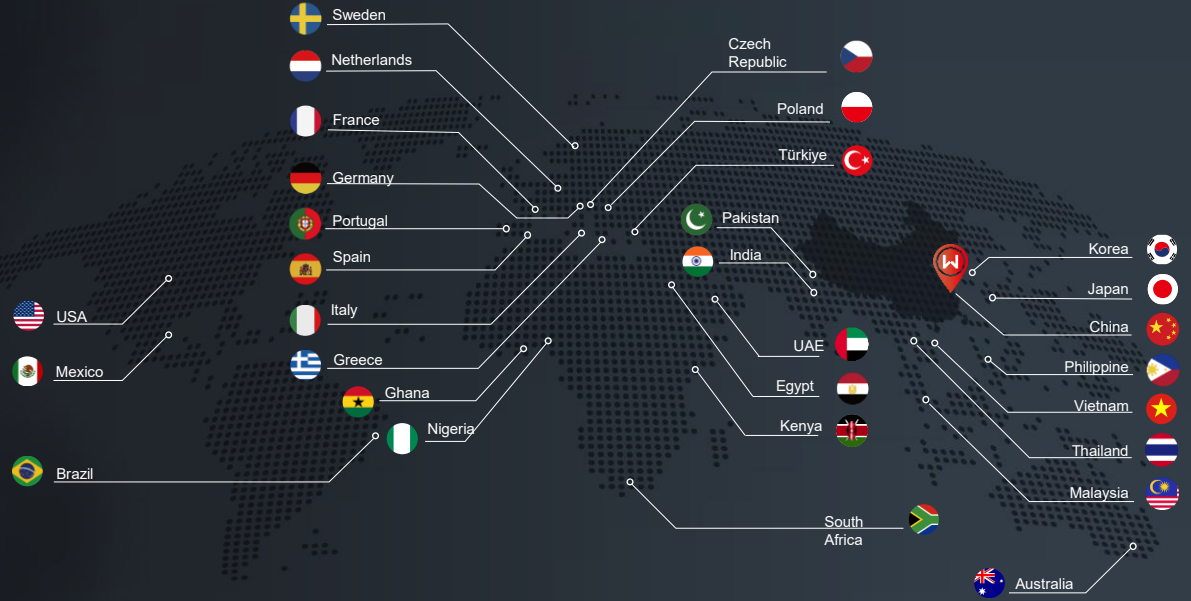 Sweden
Netherlands
France
Germany
Portugal
Spain
Italy
Greece
Ghana
Nigeria
USA
Mexico
Brazil
Czech
Republic
Poland
Türkiye
Pakistan
India
UAE
Egypt
Kenya
South
Africa
W
Korea
Japan
China
Philippine
Vietnam
Thailand
Malaysia
Australia